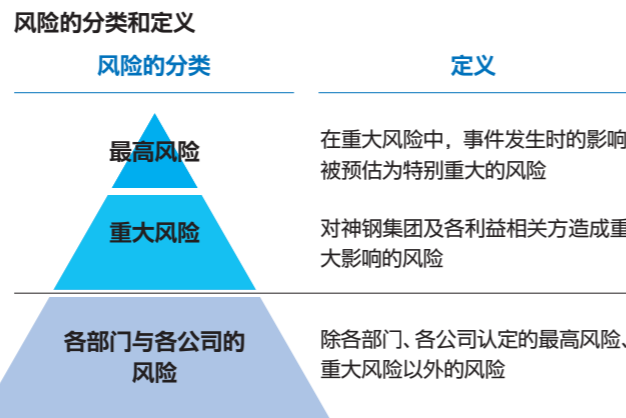 风险的分类和定义
风险的分类
定义
最高风险
在重大风险中，事件发生时的影响
被预估为特别重大的风险
重大风险
对神钢集团及各利益相关方造成重
大影响的风险
各部门与各公司的
风险
除各部门、各公司认定的最高风险、
重大风险以外的风险